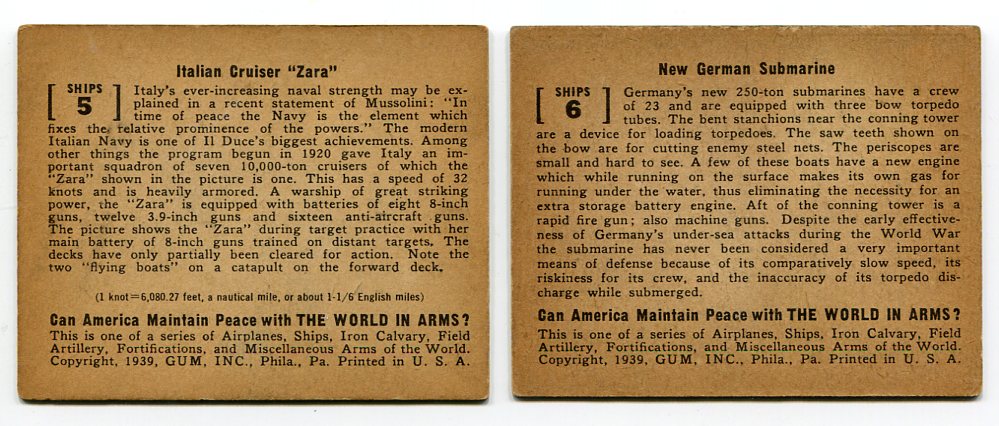 Italian Cruiser "Zara"
[ SHIPS 5 ]
Italy's ever-increasing naval strength may be ex-
plained in a recent statement of Mussolini: "In
time of peace the Navy is the element which
fixes the relative prominence of the powers." The modern
Italian Navy is one of Il Duce's biggest achievements. Among
other things the program begun in 1920 gave Italy an im-
portant squadron of seven 10,000-ton cruisers of which the
"Zara" shown in the picture is one. This has a speed of 32
knots and is heavily armored. A warship of great striking
power, the "Zara" is equipped with batteries of eight 8-inch
guns, twelve 3.9-inch guns and sixteen anti-aircraft guns.
The picture shows the "Zara" during target practice with her
main battery of 8-inch guns trained on distant targets. The
decks have only partially been cleared for action. Note the
two "flying boats" on a catapult on the forward deck.
(1 knot=6,080.27 feet, a nautical mile, or about 1-1/6 English miles)
Can America Maintain Peace with THE WORLD IN ARMS?
This is one of a series of Airplanes, Ships, Iron Calvary, Field
Artillery, Fortifications, and Miscellaneous Arms of the World.
Copyright, 1939, GUM, INC., Phila., Pa. Printed in U. S. A.
New German Submarine
[ SHIPS 6 ]
Germany's new 250-ton submarines have a crew
of 23 and are equipped with three bow torpedo
tubes. The bent stanchions near the conning tower
are a device for loading torpedoes. The saw teeth shown on
the bow are for cutting enemy steel nets. The periscopes are
small and hard to see. A few of these boats have a new engine
which while running on the surface makes its own gas for
running under the water, thus eliminating the necessity for an
extra storage battery engine. Aft of the conning tower is a
rapid fire gun; also machine guns. Despite the early effective-
ness of Germany's under-sea attacks during the World War
the submarine has never been considered a very important
means of defense because of its comparatively slow speed, its
riskiness for its crew, and the inaccuracy of its torpedo dis-
charge while submerged.
Can America Maintain Peace with THE WORLD IN ARMS?
This is one of a series of Airplanes, Ships, Iron Calvary, Field
Artillery, Fortifications, and Miscellaneous Arms of the World.
Copyright, 1939, GUM, INC., Phila., Pa. Printed in U. S. A.